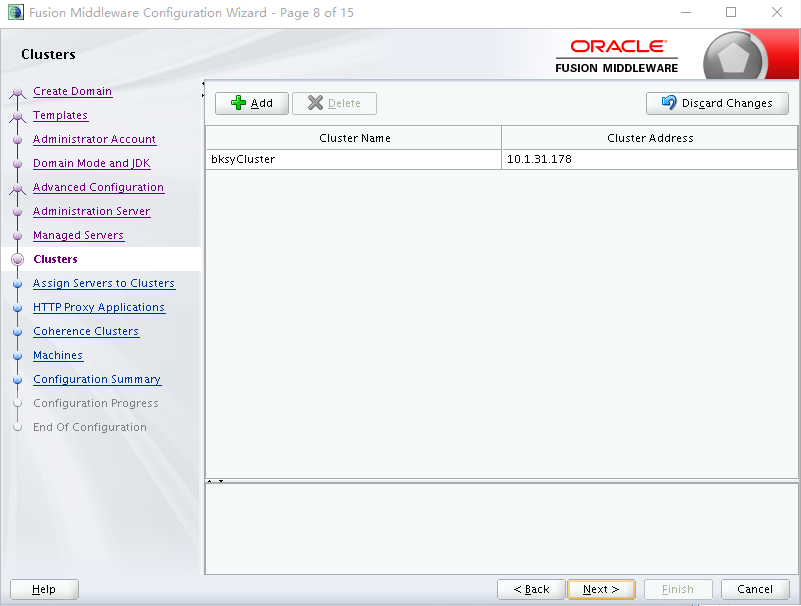 Fusion Middleware Configuration Wizard - Page 8 of 15
Clusters
ORACLE
FUSION MIDDLEWARE
Create Domain
Templates
Administrator Account
Domain Mode and JDK
Advanced Configuration
Administration Server
Managed Servers
Clusters
Assign Servers to Clusters
HTTP Proxy Applications
Coherence Clusters
Machines
Configuration Summary
Configuration Progress
End Of Configuration
Add Delete Discard Changes
Cluster Name Cluster Address
bksyCluster 10.1.31.178
Help < Back Next > Finish Cancel